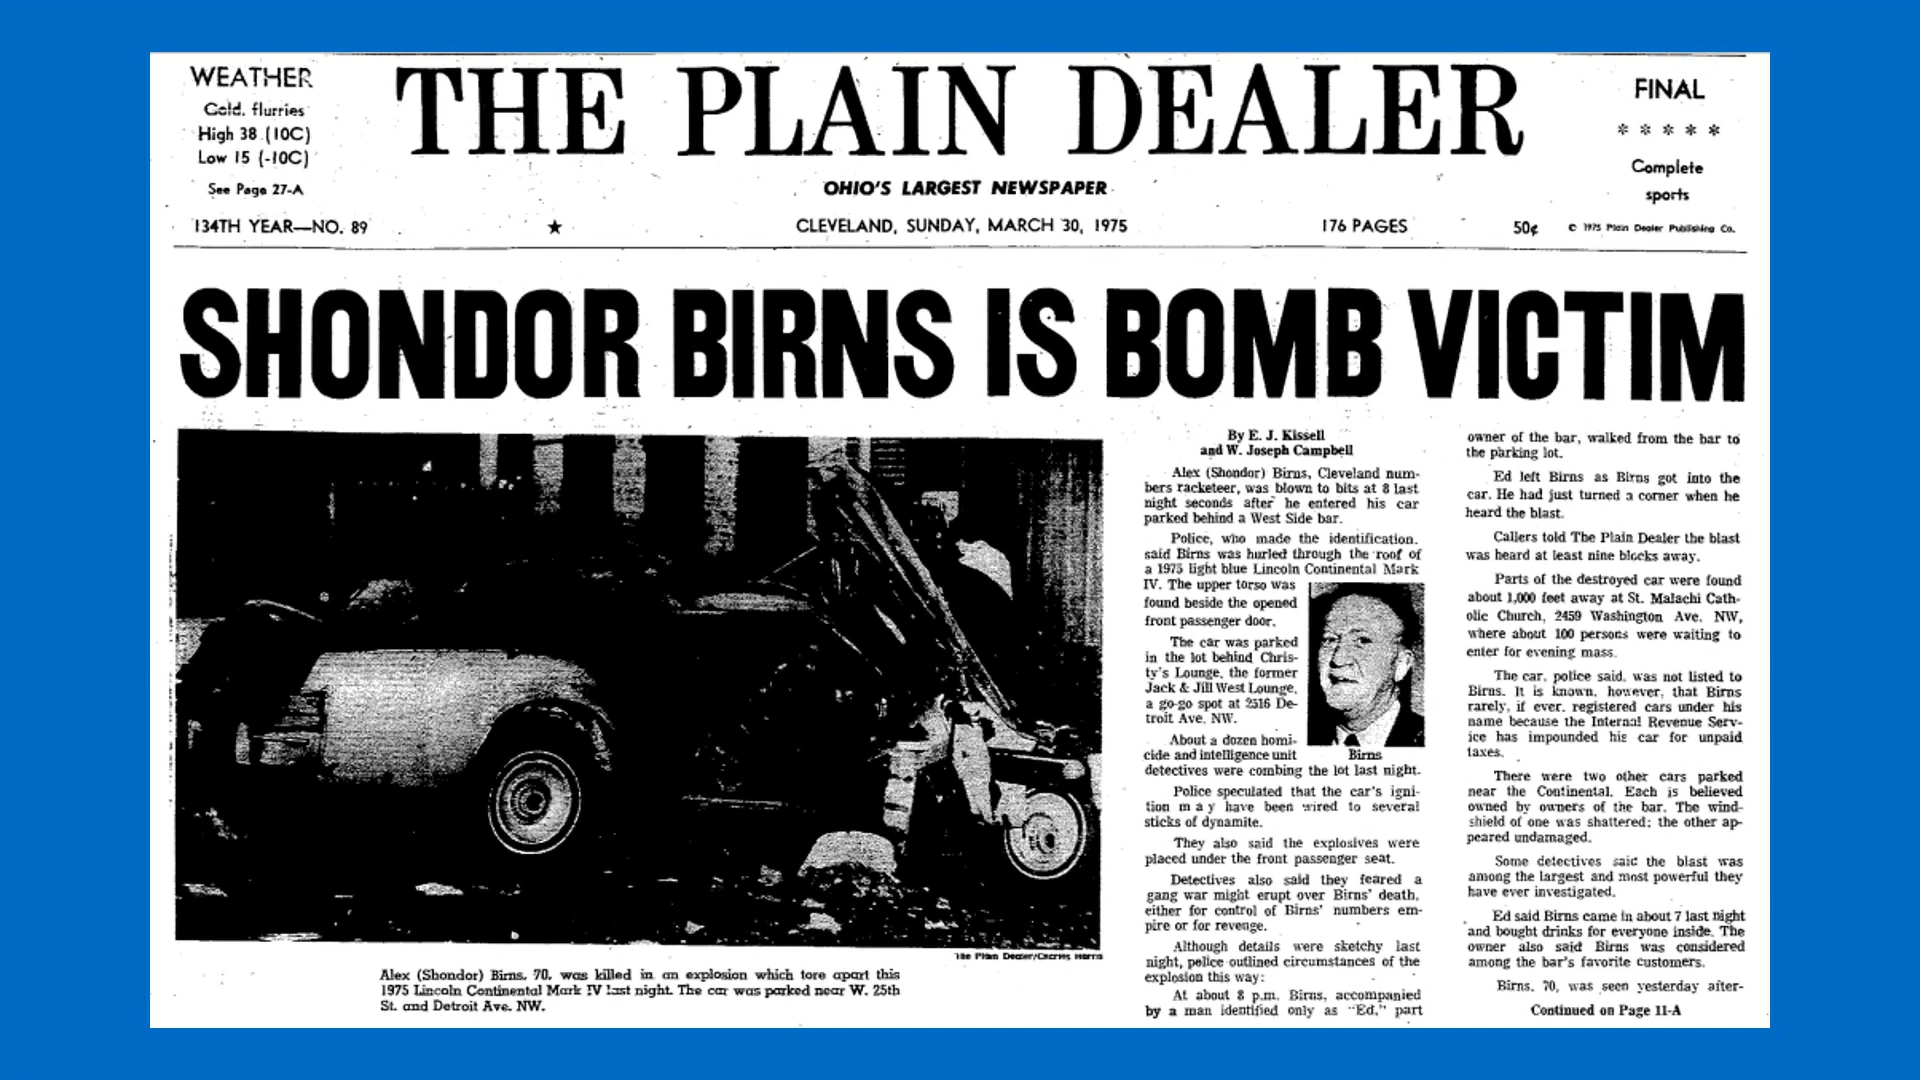 WEATHER
Cold, flurries
High 38 (10C)
Low 15 (-10C)
See Page 27-A
THE PLAIN DEALER
OHIO'S LARGEST NEWSPAPER
FINAL
* * * * *
Complete
sports
134TH YEAR—NO. 89 ★ CLEVELAND, SUNDAY, MARCH 30, 1975 176 PAGES 50¢ © 1975 Plain Dealer Publishing Co.
SHONDOR BIRNS IS BOMB VICTIM
The Plain Dealer/Charles Harris
Alex (Shondor) Birns, 70, was killed in an explosion which tore apart this
1975 Lincoln Continental Mark IV last night. The car was parked near W. 25th
St. and Detroit Ave. NW.
By E. J. Kissell
and W. Joseph Campbell
Alex (Shondor) Birns, Cleveland num-
bers racketeer, was blown to bits at 8 last
night seconds after he entered his car
parked behind a West Side bar.
Police, who made the identification,
said Birns was hurled through the roof of
a 1975 light blue Lincoln Continental Mark
IV. The upper torso was
found beside the opened
front passenger door.
The car was parked
in the lot behind Chris-
ty's Lounge, the former
Jack & Jill West Lounge,
a go-go spot at 2516 De-
troit Ave. NW.
About a dozen homi-
cide and intelligence unit
detectives were combing the lot last night.
Birns
Police speculated that the car's igni-
tion may have been wired to several
sticks of dynamite.
They also said the explosives were
placed under the front passenger seat.
Detectives also said they feared a
gang war might erupt over Birns' death,
either for control of Birns' numbers em-
pire or for revenge.
Although details were sketchy last
night, police outlined circumstances of the
explosion this way:
At about 8 p.m. Birns, accompanied
by a man identified only as "Ed," part
owner of the bar, walked from the bar to
the parking lot.
Ed left Birns as Birns got into the
car. He had just turned a corner when he
heard the blast.
Callers told The Plain Dealer the blast
was heard at least nine blocks away.
Parts of the destroyed car were found
about 1,000 feet away at St. Malachi Cath-
olic Church, 2459 Washington Ave. NW,
where about 100 persons were waiting to
enter for evening mass.
The car, police said, was not listed to
Birns. It is known, however, that Birns
rarely, if ever, registered cars under his
name because the Internal Revenue Serv-
ice has impounded his car for unpaid
taxes.
There were two other cars parked
near the Continental. Each is believed
owned by owners of the bar. The wind-
shield of one was shattered; the other ap-
peared undamaged.
Some detectives said the blast was
among the largest and most powerful they
have ever investigated.
Ed said Birns came in about 7 last night
and bought drinks for everyone inside. The
owner also said Birns was considered
among the bar's favorite customers.
Birns, 70, was seen yesterday after-
Continued on Page 11-A